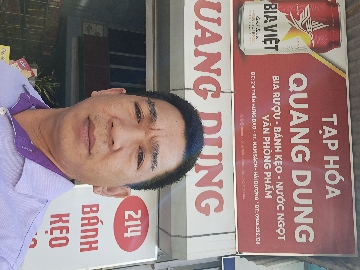 BIA VIỆT
TẠP HÓA
QUANG DUNG
BIA RƯỢU - BÁNH KẸO - NƯỚC NGỌT
VĂN PHÒNG PHẨM
QUANG DUNG
214
BÁNH
KẸO